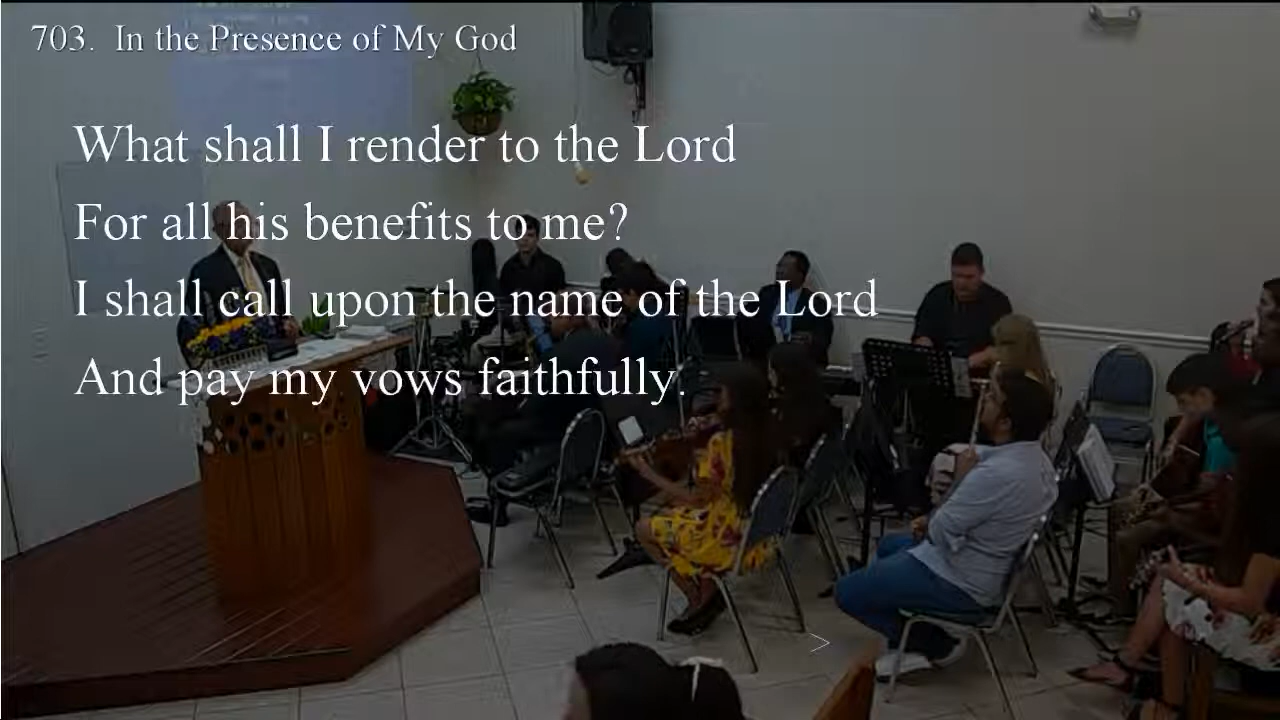 703. In the Presence of My God
What shall I render to the Lord
For all his benefits to me?
I shall call upon the name of the Lord
And pay my vows faithfully.
>